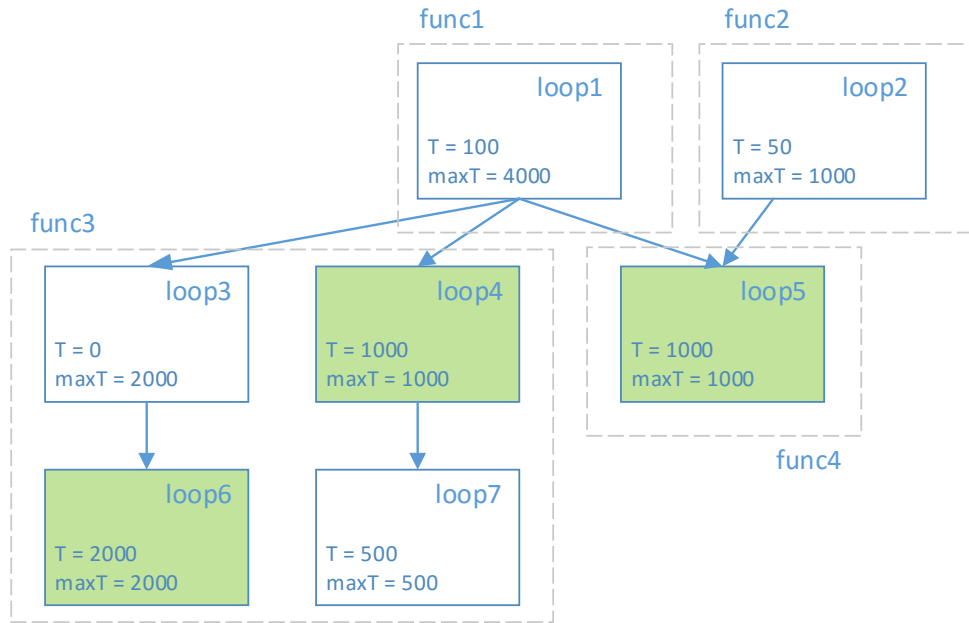 func1
func2
loop1
T = 100
maxT = 4000
loop2
T = 50
maxT = 1000
func3
loop3
T = 0
maxT = 2000
loop4
T = 1000
maxT = 1000
loop5
T = 1000
maxT = 1000
func4
loop6
T = 2000
maxT = 2000
loop7
T = 500
maxT = 500